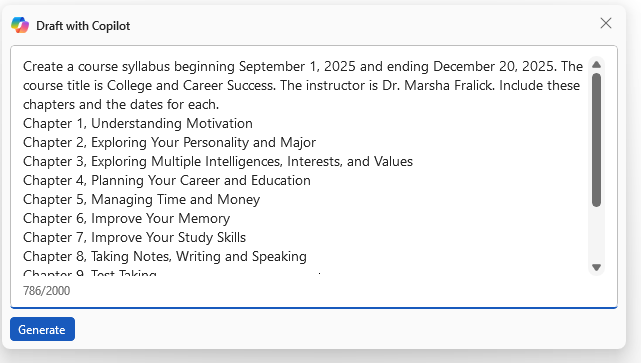 Draft with Copilot
Create a course syllabus beginning September 1, 2025 and ending December 20, 2025. The
course title is College and Career Success. The instructor is Dr. Marsha Fralick. Include these
chapters and the dates for each.
Chapter 1, Understanding Motivation
Chapter 2, Exploring Your Personality and Major
Chapter 3, Exploring Multiple Intelligences, Interests, and Values
Chapter 4, Planning Your Career and Education
Chapter 5, Managing Time and Money
Chapter 6, Improve Your Memory
Chapter 7, Improve Your Study Skills
Chapter 8, Taking Notes, Writing and Speaking
Chapter 9, Test Taking
786/2000
Generate